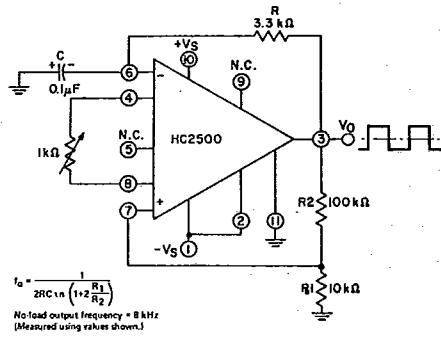 R
3.3 kΩ
+VS
C
+ -
0.1μF
6
-
10
N.C.
9
4
N.C.
5
HC2500
3
VO
1kΩ
8
+
7
R2
100kΩ
2
11
-VS
1
R1
10kΩ
fo = 1 / 2RC ln (1+2 R1/R2)
No-load output frequency = 8 kHz
(Measured using values shown.)